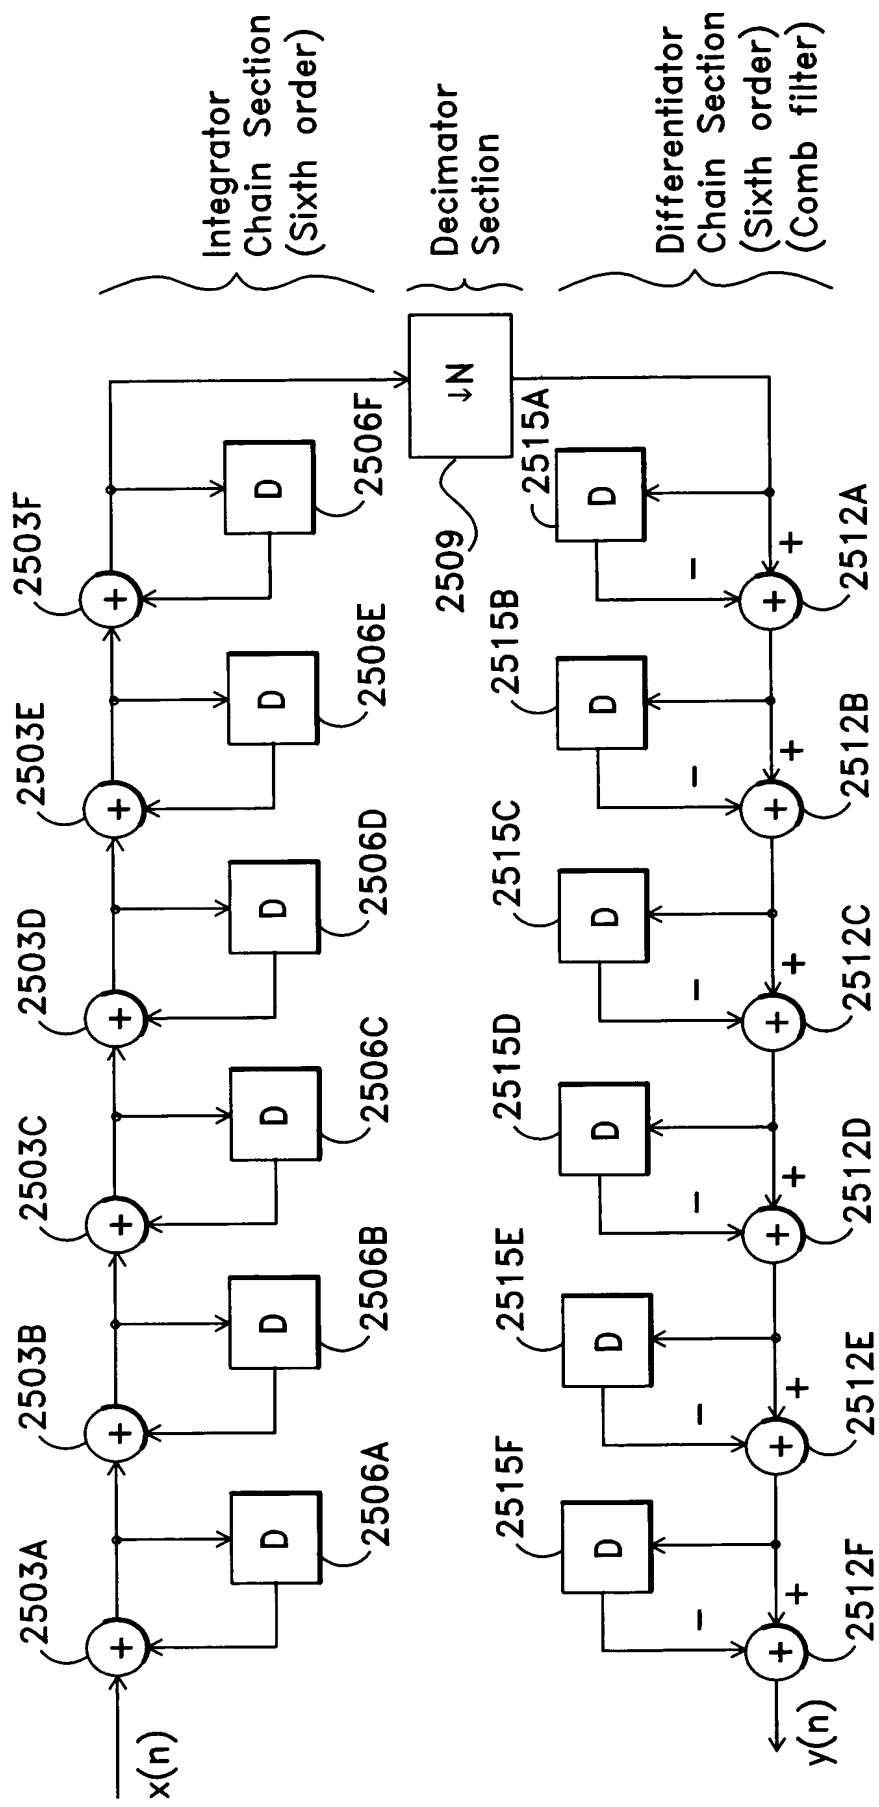 2503A
2503B
2503C
2503D
2503E
2503F
x(n)
+
+
+
+
+
+
D
D
D
D
D
D
2506A
2506B
2506C
2506D
2506E
2506F
Integrator
Chain Section
(Sixth order)
2509
↓N
Decimator
Section
2515F
2515E
2515D
2515C
2515B
2515A
D
D
D
D
D
D
−
−
−
−
−
−
y(n)
+
+
+
+
+
+
+
+
+
+
+
+
2512F
2512E
2512D
2512C
2512B
2512A
Differentiator
Chain Section
(Sixth order)
(Comb filter)